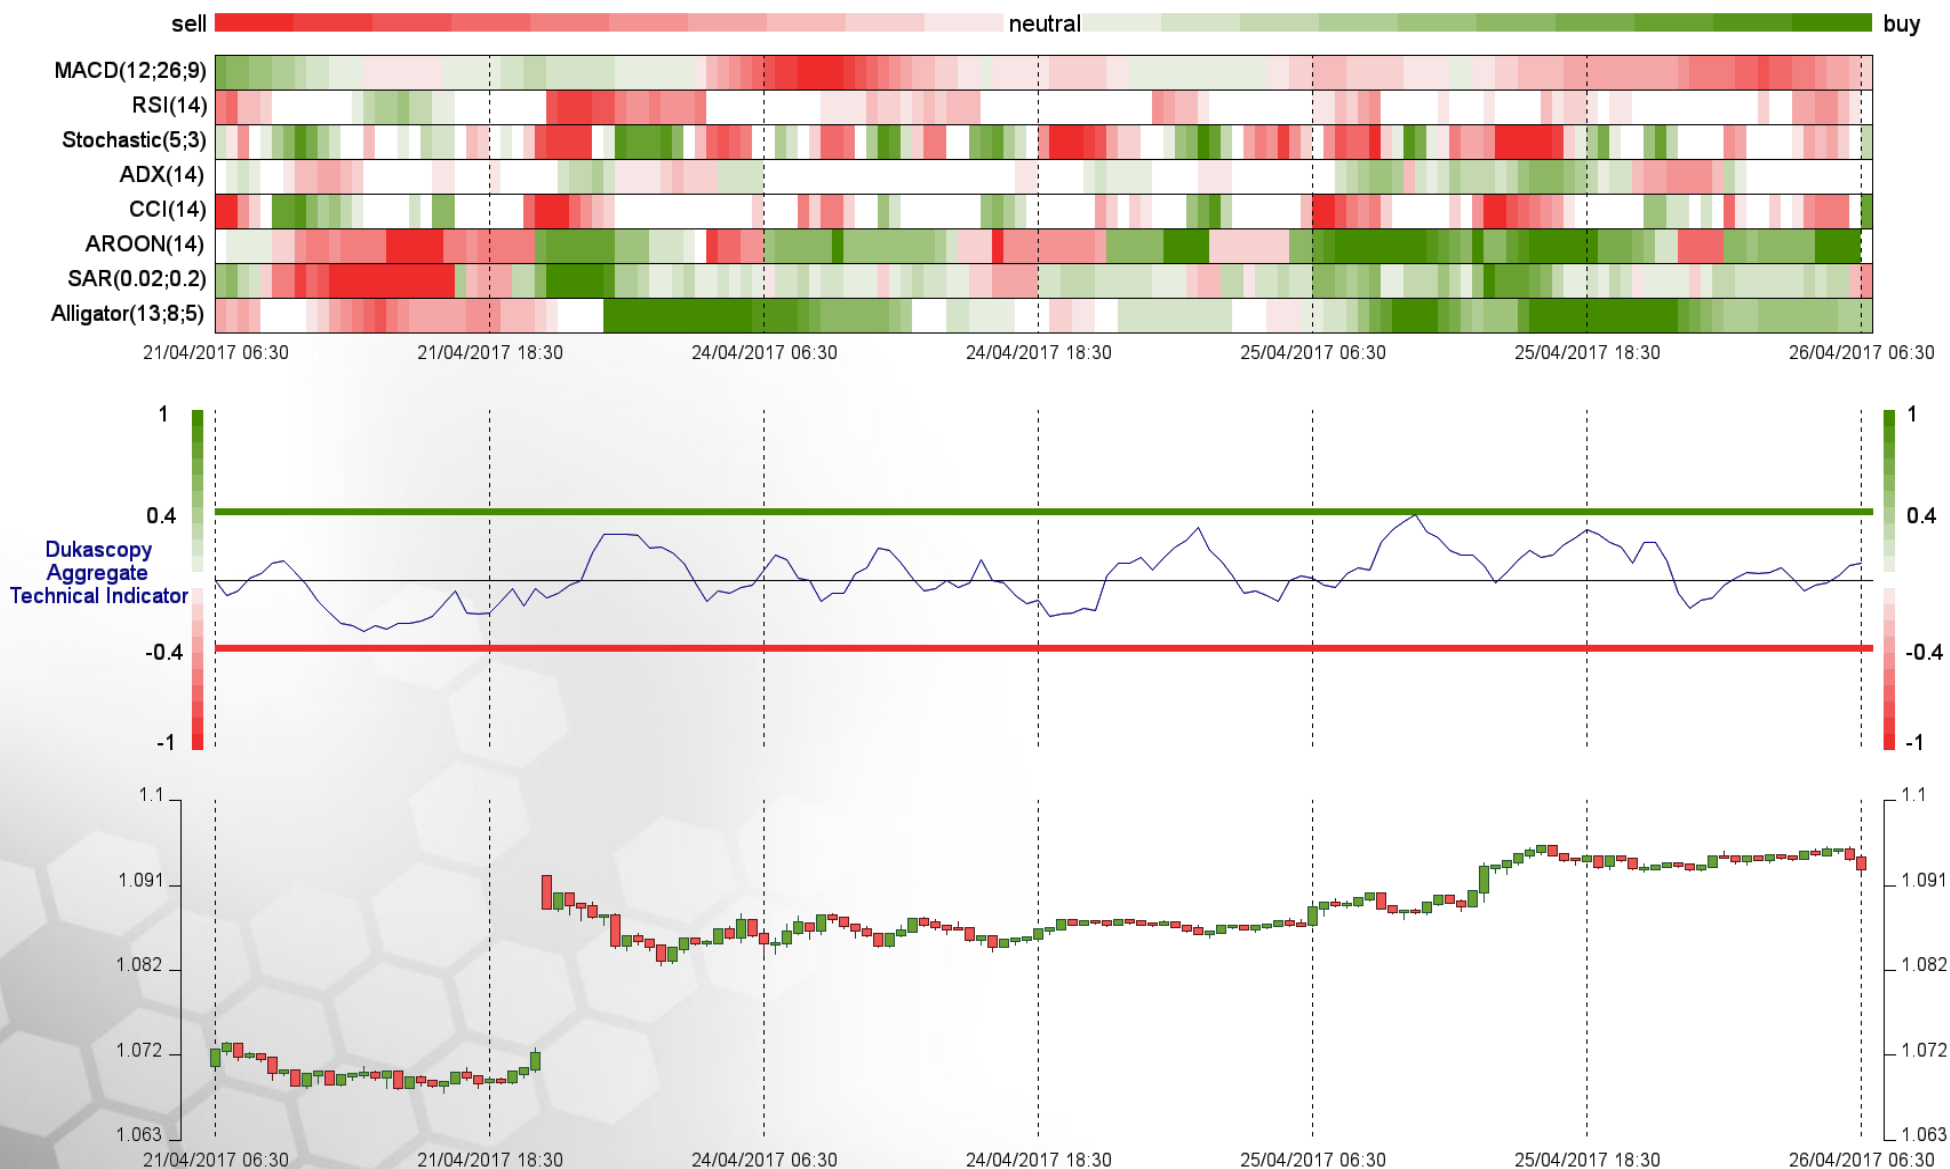 sell neutral buy
MACD(12;26;9)
RSI(14)
Stochastic(5;3)
ADX(14)
CCI(14)
AROON(14)
SAR(0.02;0.2)
Alligator(13;8;5)
21/04/2017 06:30 21/04/2017 18:30 24/04/2017 06:30 24/04/2017 18:30 25/04/2017 06:30 25/04/2017 18:30 26/04/2017 06:30
1 1
0.4 0.4
Dukascopy
Aggregate
Technical Indicator
-0.4 -0.4
-1 -1
1.1 1.1
1.091 1.091
1.082 1.082
1.072 1.072
1.063 1.063
21/04/2017 06:30 21/04/2017 18:30 24/04/2017 06:30 24/04/2017 18:30 25/04/2017 06:30 25/04/2017 18:30 26/04/2017 06:30